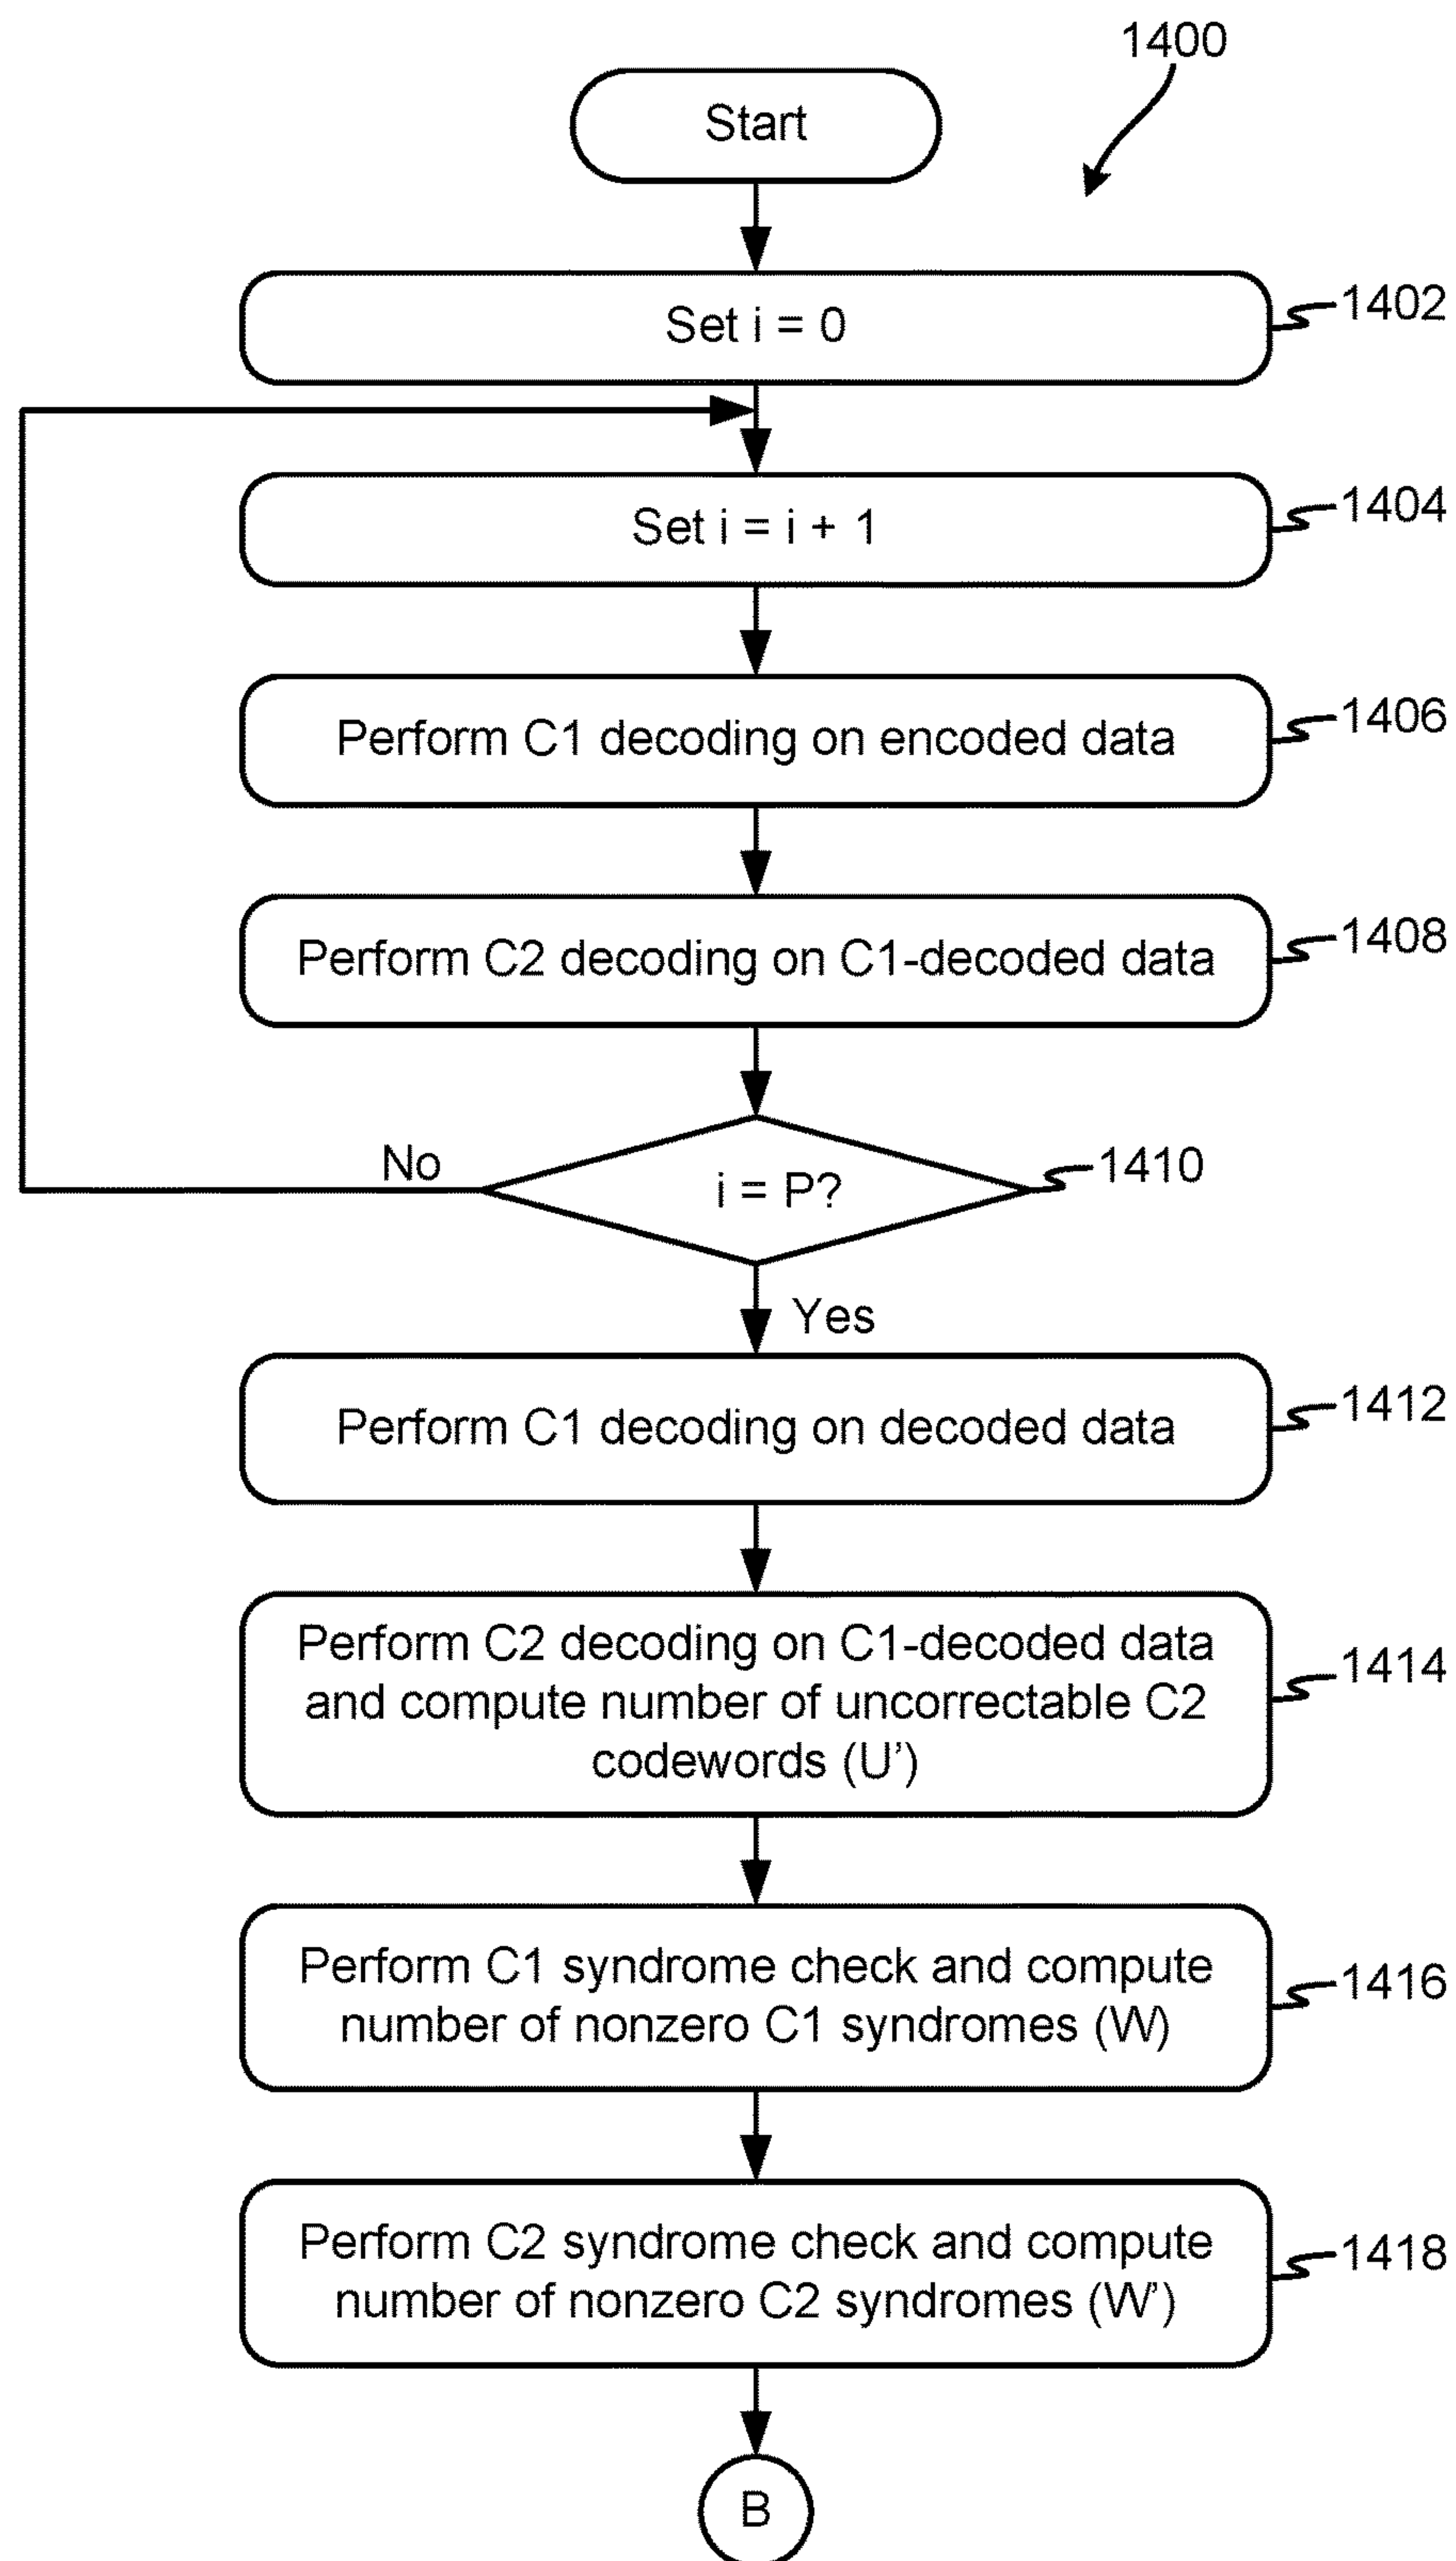 1400
Start
Set i = 0
1402
Set i = i + 1
1404
Perform C1 decoding on encoded data
1406
Perform C2 decoding on C1-decoded data
1408
No
i = P?
1410
Yes
Perform C1 decoding on decoded data
1412
Perform C2 decoding on C1-decoded data
and compute number of uncorrectable C2
codewords (U’)
1414
Perform C1 syndrome check and compute
number of nonzero C1 syndromes (W)
1416
Perform C2 syndrome check and compute
number of nonzero C2 syndromes (W’)
1418
B